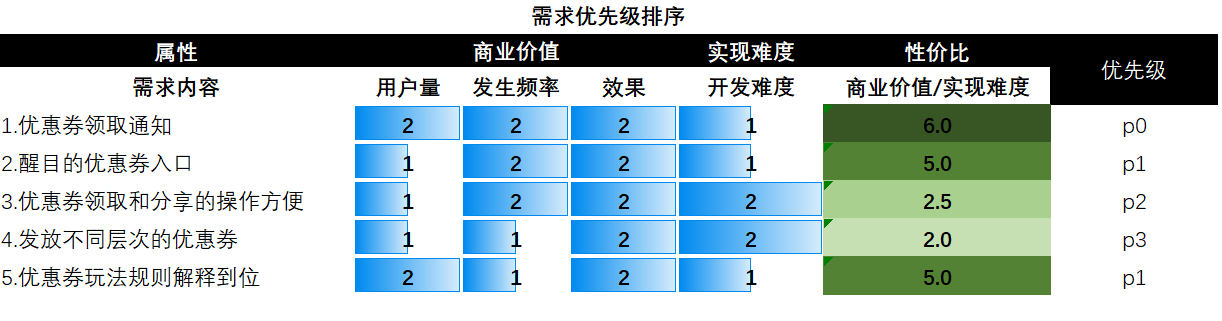 需求优先级排序
属性 商业价值 实现难度 性价比 优先级
需求内容 用户量 发生频率 效果 开发难度 商业价值/实现难度
1.优惠券领取通知 2 2 2 1 6.0 p0
2.醒目的优惠券入口 1 2 2 1 5.0 p1
3.优惠券领取和分享的操作方便 1 2 2 2 2.5 p2
4.发放不同层次的优惠券 1 1 2 2 2.0 p3
5.优惠券玩法规则解释到位 2 1 2 1 5.0 p1